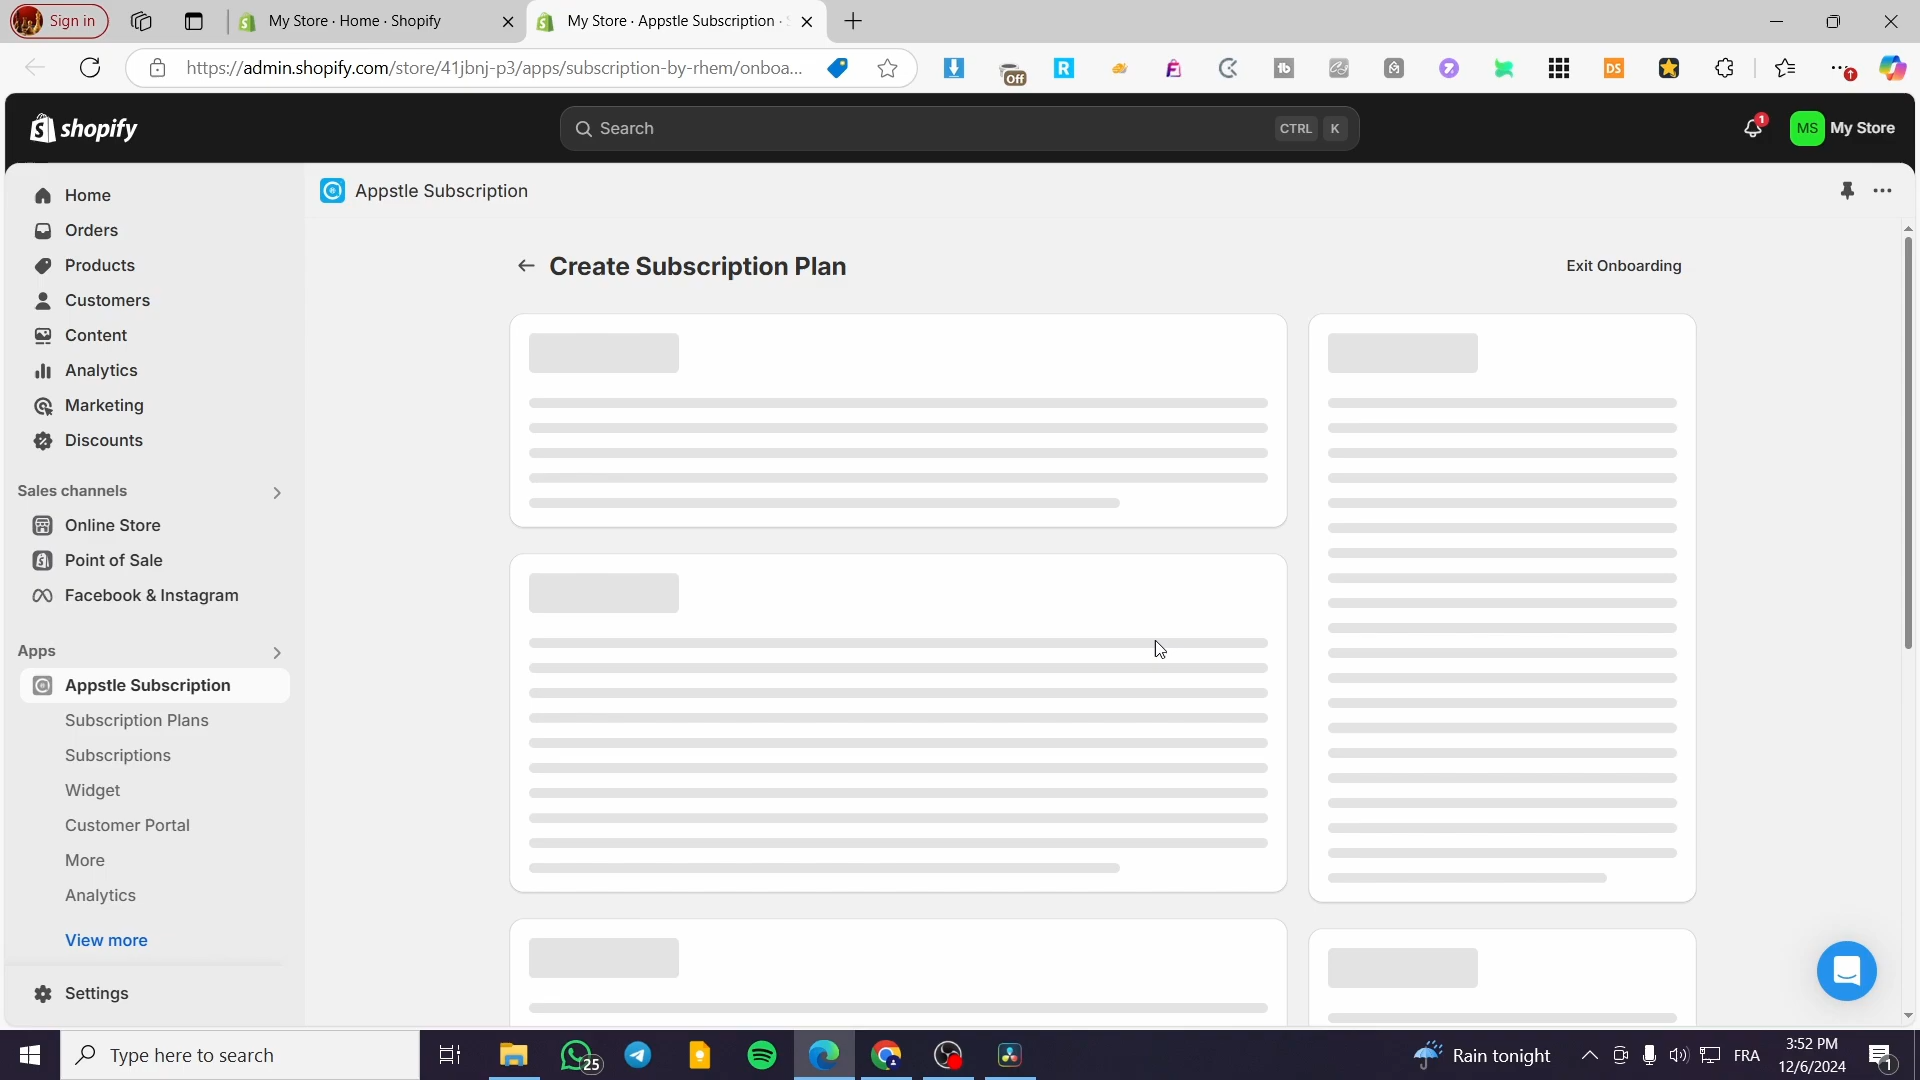 Sign in
My Store · Home · Shopify
My Store · Appstle Subscription ·
https://admin.shopify.com/store/41jbnj-p3/apps/subscription-by-rhem/onboa...
Off
shopify
Search
CTRL K
1
MS
My Store
Home
Orders
Products
Customers
Content
Analytics
Marketing
Discounts
Sales channels
Online Store
Point of Sale
Facebook & Instagram
Apps
Appstle Subscription
Subscription Plans
Subscriptions
Widget
Customer Portal
More
Analytics
View more
Settings
Appstle Subscription
Create Subscription Plan
Exit Onboarding
Type here to search
25
Rain tonight
FRA
3:52 PM
12/6/2024
1